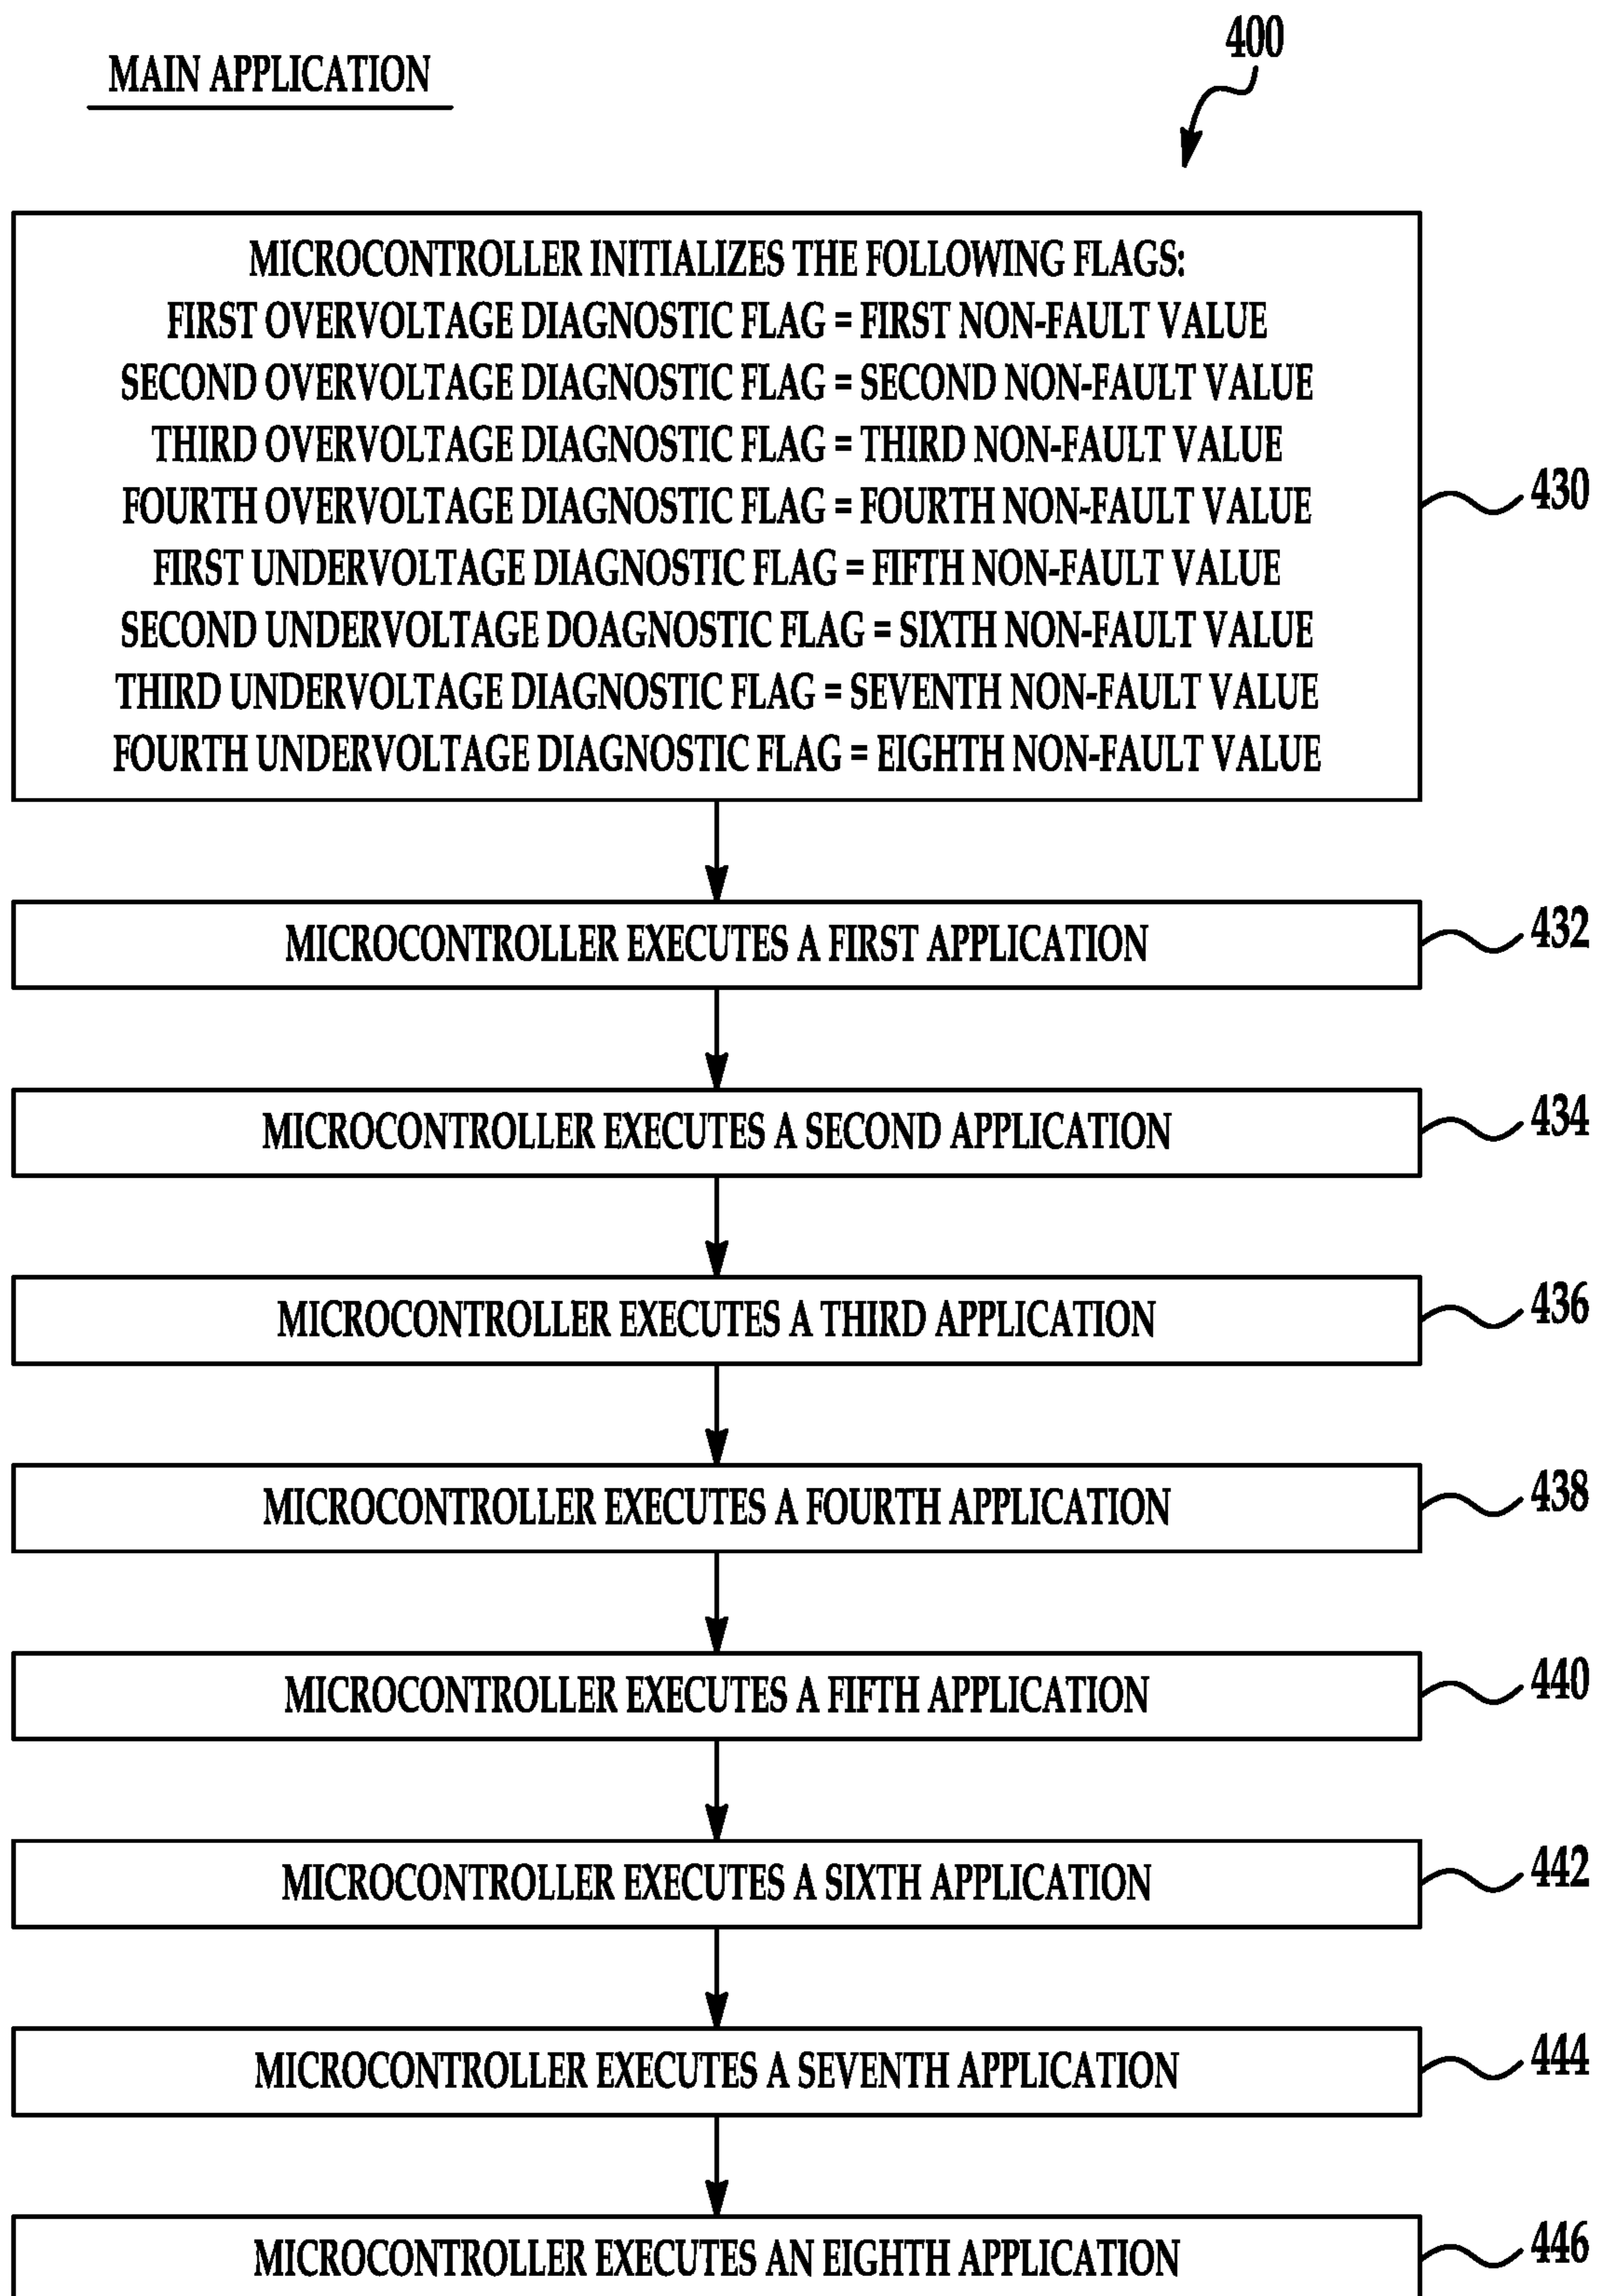 400
MAIN APPLICATION
MICROCONTROLLER INITIALIZES THE FOLLOWING FLAGS:
FIRST OVERVOLTAGE DIAGNOSTIC FLAG = FIRST NON-FAULT VALUE
SECOND OVERVOLTAGE DIAGNOSTIC FLAG = SECOND NON-FAULT VALUE
THIRD OVERVOLTAGE DIAGNOSTIC FLAG = THIRD NON-FAULT VALUE
FOURTH OVERVOLTAGE DIAGNOSTIC FLAG = FOURTH NON-FAULT VALUE
FIRST UNDERVOLTAGE DIAGNOSTIC FLAG = FIFTH NON-FAULT VALUE
SECOND UNDERVOLTAGE DOAGNOSTIC FLAG = SIXTH NON-FAULT VALUE
THIRD UNDERVOLTAGE DIAGNOSTIC FLAG = SEVENTH NON-FAULT VALUE
FOURTH UNDERVOLTAGE DIAGNOSTIC FLAG = EIGHTH NON-FAULT VALUE
430
MICROCONTROLLER EXECUTES A FIRST APPLICATION
432
MICROCONTROLLER EXECUTES A SECOND APPLICATION
434
MICROCONTROLLER EXECUTES A THIRD APPLICATION
436
MICROCONTROLLER EXECUTES A FOURTH APPLICATION
438
MICROCONTROLLER EXECUTES A FIFTH APPLICATION
440
MICROCONTROLLER EXECUTES A SIXTH APPLICATION
442
MICROCONTROLLER EXECUTES A SEVENTH APPLICATION
444
MICROCONTROLLER EXECUTES AN EIGHTH APPLICATION
446